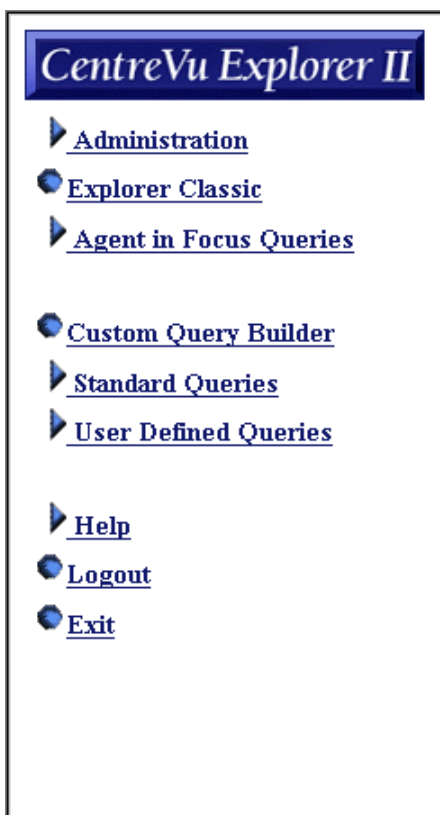 CentreVu Explorer II
Administration
Explorer Classic
Agent in Focus Queries
Custom Query Builder
Standard Queries
User Defined Queries
Help
Logout
Exit